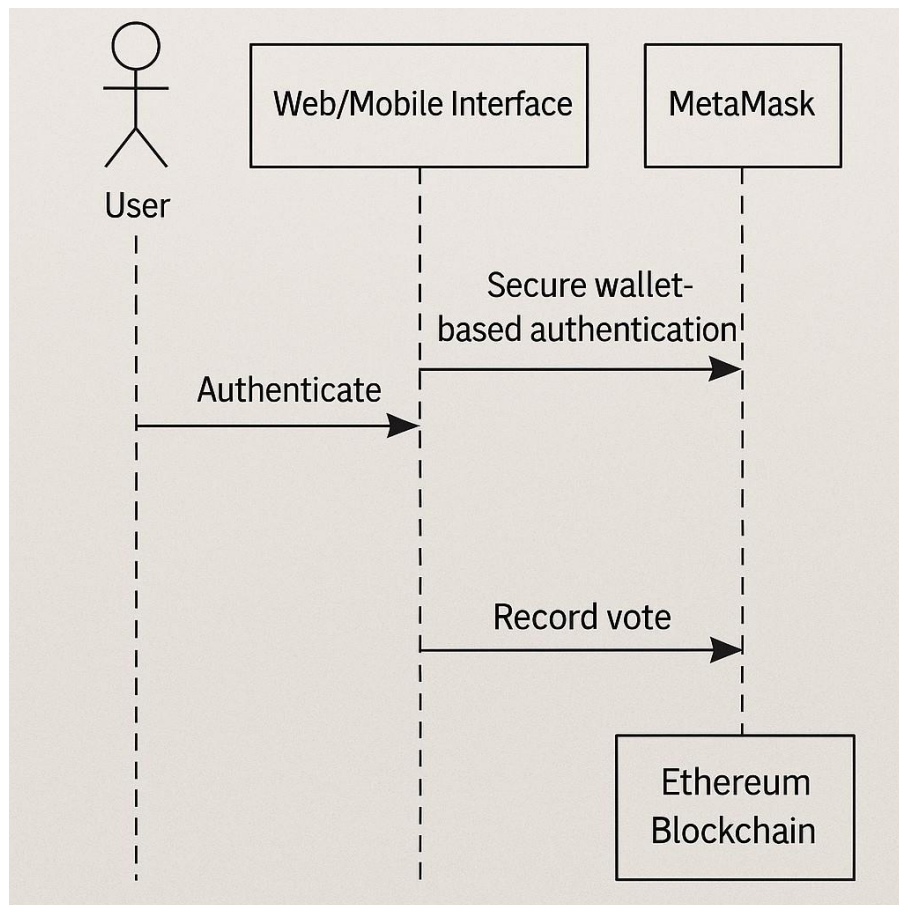 Web/Mobile Interface
MetaMask
User
Secure wallet-
based authentication
Authenticate
Record vote
Ethereum
Blockchain